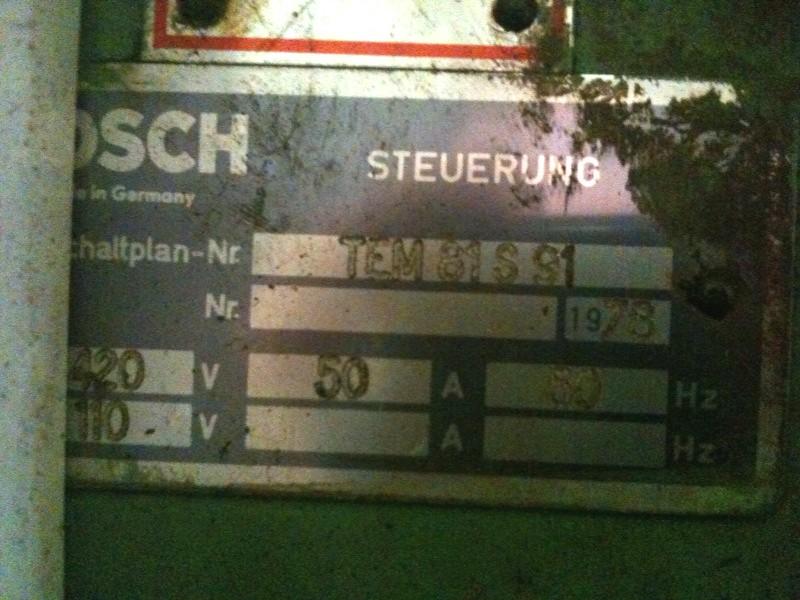 OSCH
STEUERUNG
e in Germany
chaltplan-Nr. TEM 81 S 91
Nr. 1978
420 V 50 A Hz
110 V A Hz